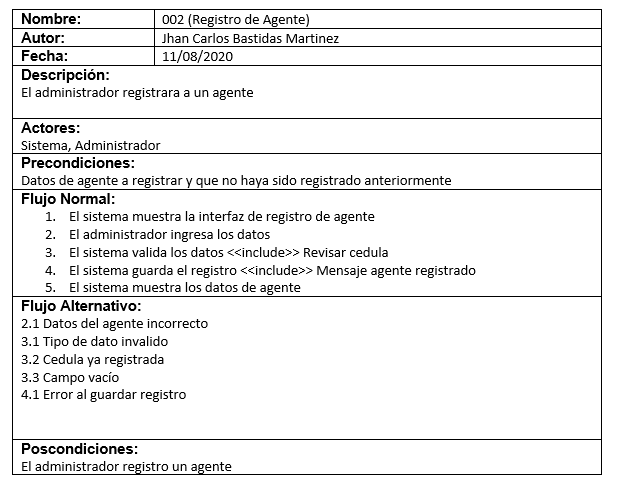 Nombre: 002 (Registro de Agente)
Autor: Jhan Carlos Bastidas Martinez
Fecha: 11/08/2020
Descripción:
El administrador registrara a un agente
Actores:
Sistema, Administrador
Precondiciones:
Datos de agente a registrar y que no haya sido registrado anteriormente
Flujo Normal:
1. El sistema muestra la interfaz de registro de agente
2. El administrador ingresa los datos
3. El sistema valida los datos <<include>> Revisar cedula
4. El sistema guarda el registro <<include>> Mensaje agente registrado
5. El sistema muestra los datos de agente
Flujo Alternativo:
2.1 Datos del agente incorrecto
3.1 Tipo de dato invalido
3.2 Cedula ya registrada
3.3 Campo vacío
4.1 Error al guardar registro
Poscondiciones:
El administrador registro un agente